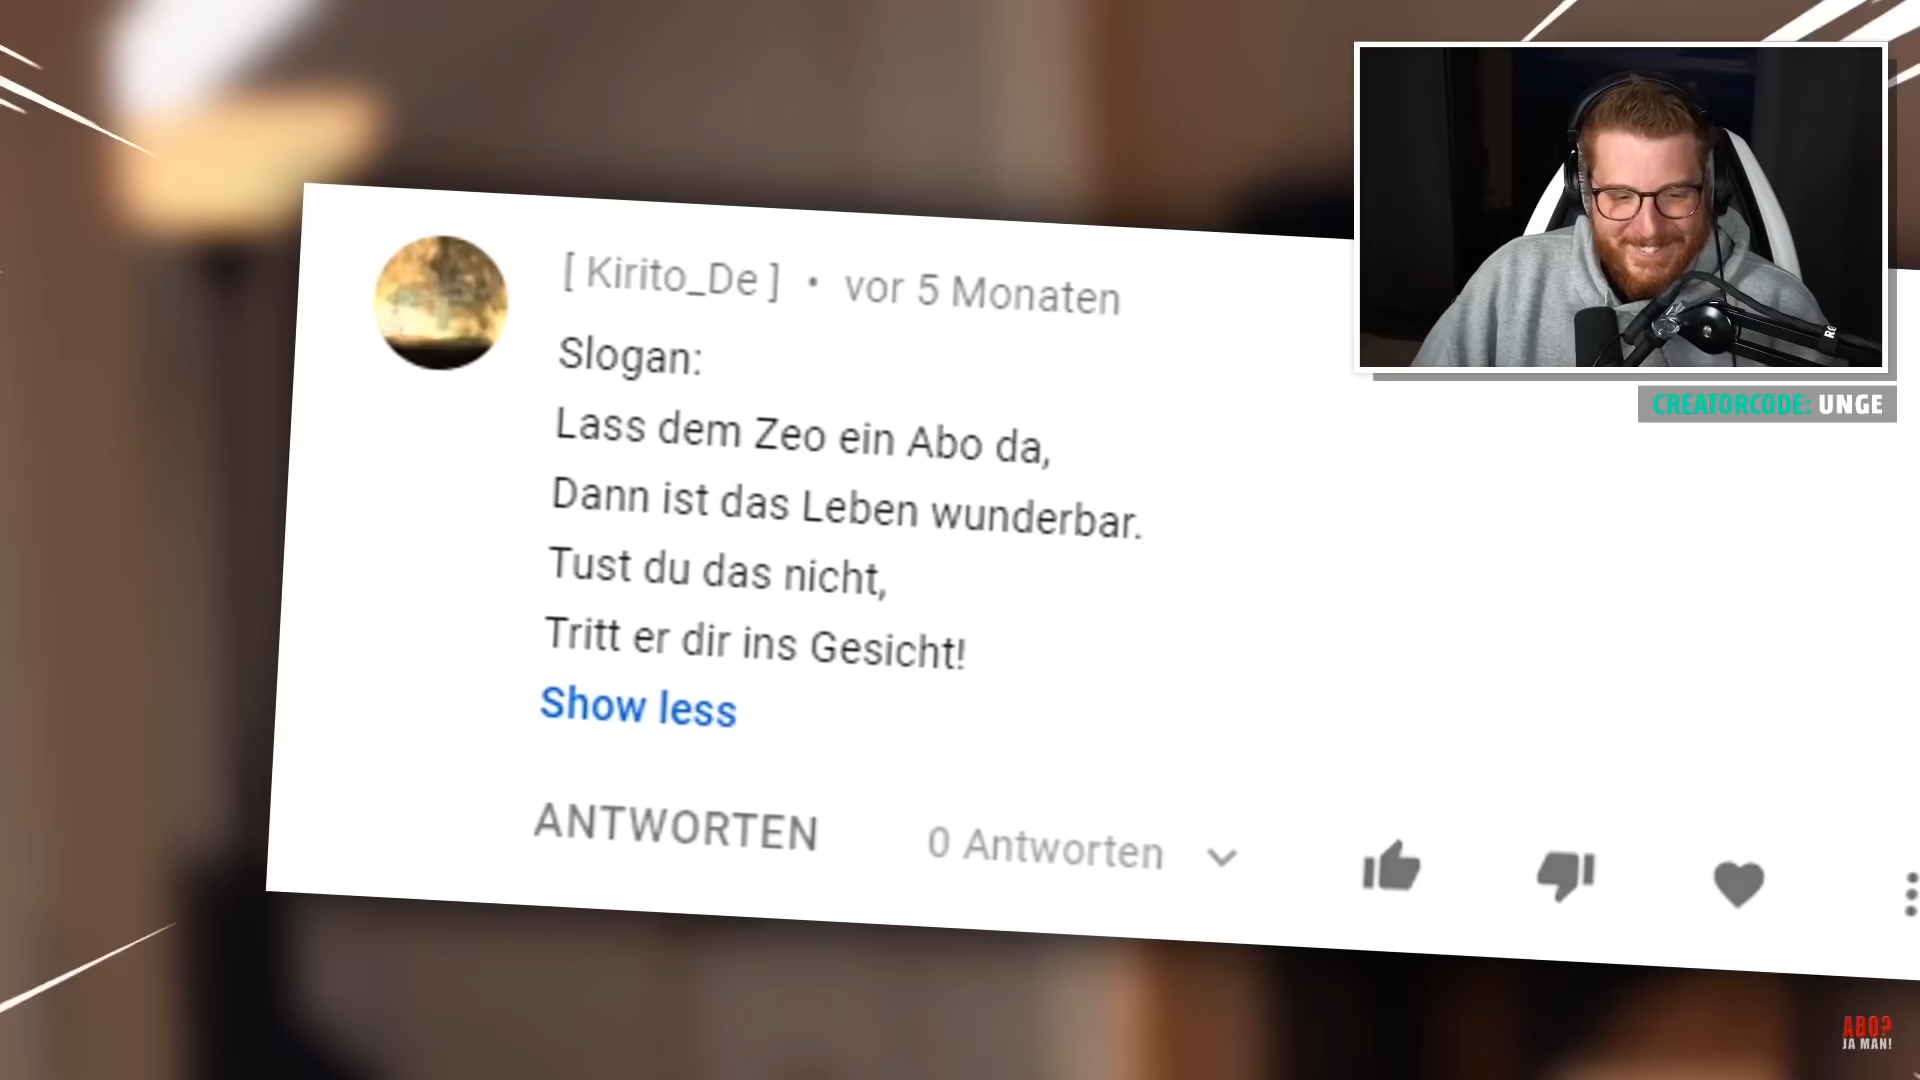 [ Kirito_De ] • vor 5 Monaten
Slogan:
Lass dem Zeo ein Abo da,
Dann ist das Leben wunderbar.
Tust du das nicht,
Tritt er dir ins Gesicht!
Show less
ANTWORTEN
0 Antworten
CREATORCODE: UNGE
ABO?
JA MAN!